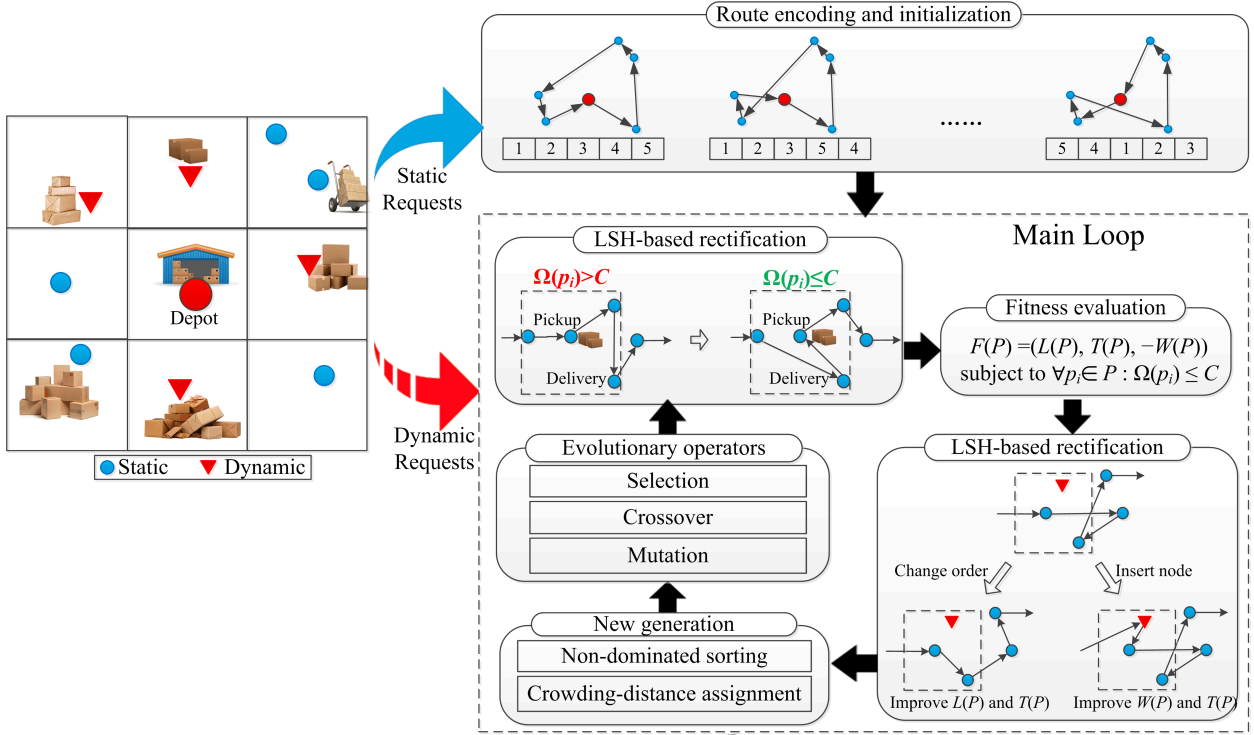 Route encoding and initialization
1 2 3 4 5
1 2 3 5 4
......
5 4 1 2 3
Static
Requests
Depot
Static Dynamic
Dynamic
Requests
Main Loop
LSH-based rectification
Ω(pᵢ)>C
Ω(pᵢ)≤C
Pickup
Delivery
Pickup
Delivery
Fitness evaluation
F(P) =(L(P), T(P), −W(P))
subject to ∀pᵢ∈ P : Ω(pᵢ) ≤ C
LSH-based rectification
Change order
Insert node
Improve L(P) and T(P)
Improve W(P) and T(P)
New generation
Non-dominated sorting
Crowding-distance assignment
Evolutionary operators
Selection
Crossover
Mutation